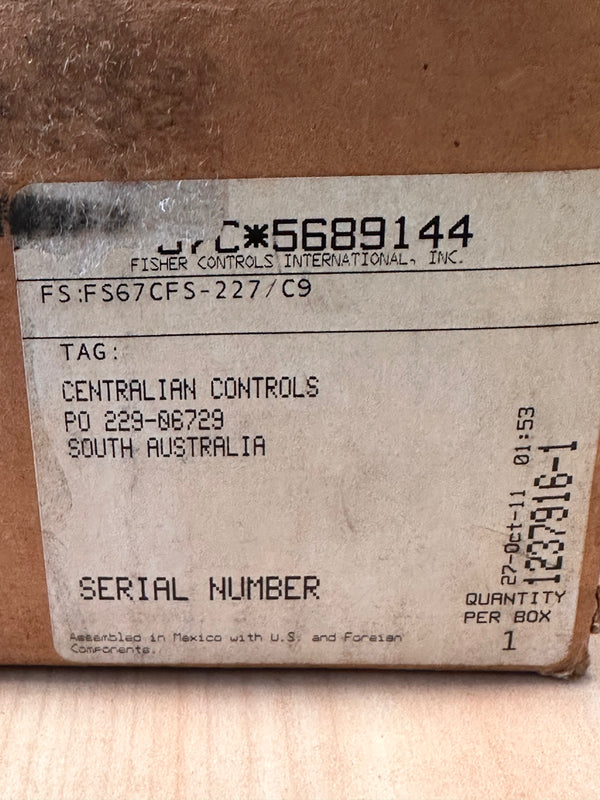 67C*5689144
FISHER CONTROLS INTERNATIONAL, INC.
FS:FS67CFS-227/C9
TAG:
CENTRALIAN CONTROLS
PO 229-06729
SOUTH AUSTRALIA
SERIAL NUMBER
Assembled in Mexico with U.S. and Foreign
Components.
27-Oct-11 01:53
1237916-1
QUANTITY
PER BOX
1